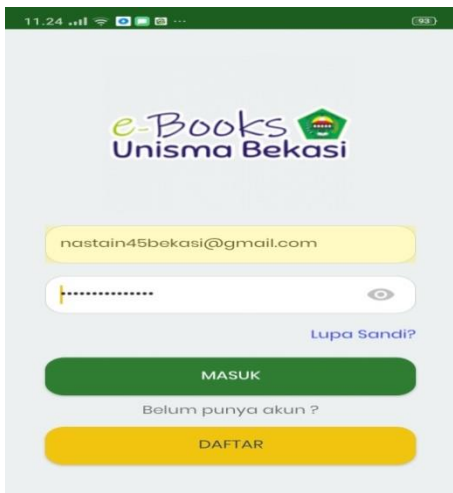 11.24
93
e-Books
Unisma Bekasi
nastain45bekasi@gmail.com
••••••••••••••
Lupa Sandi?
MASUK
Belum punya akun ?
DAFTAR